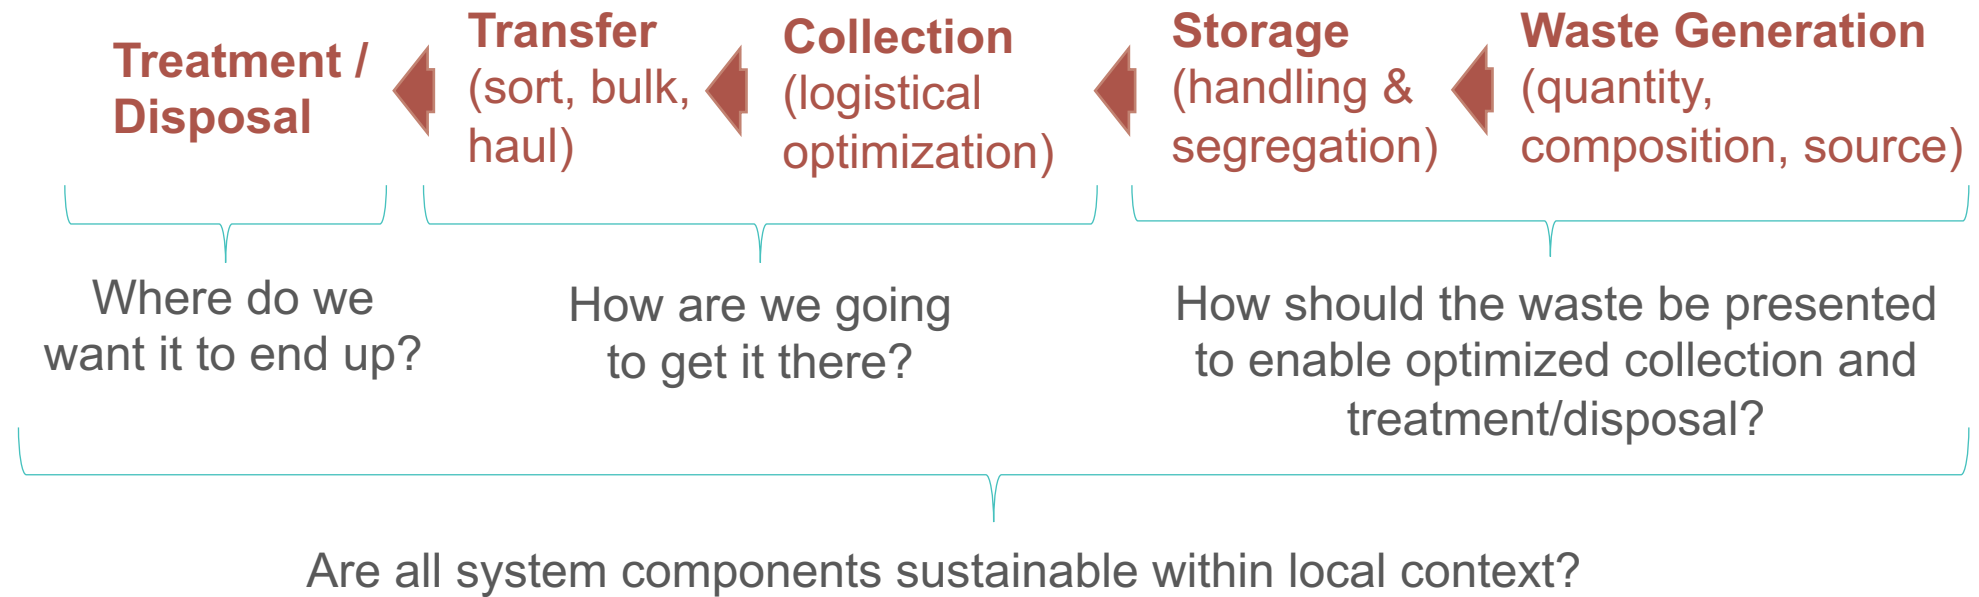 Treatment /
Disposal
Transfer
(sort, bulk,
haul)
Collection
(logistical
optimization)
Storage
(handling &
segregation)
Waste Generation
(quantity,
composition, source)
Where do we
want it to end up?
How are we going
to get it there?
How should the waste be presented
to enable optimized collection and
treatment/disposal?
Are all system components sustainable within local context?